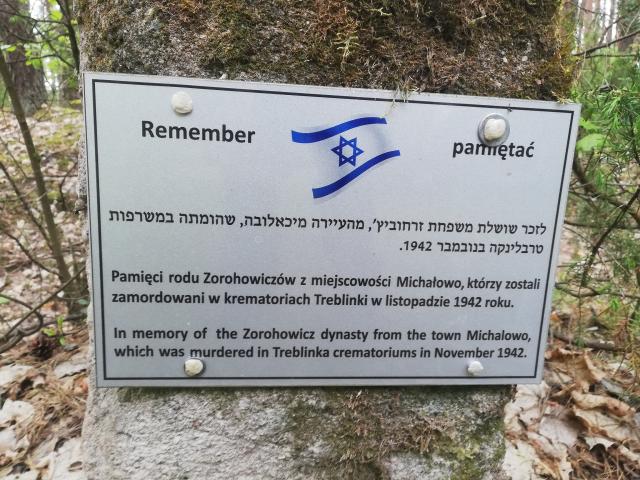 Remember
pamiętać
לזכר שושלת משפחת זרחוביץ', מהעיירה מיכאלובה, שהומתה במשרפות
טרבלינקה בנובמבר 1942.
Pamięci rodu Zorohowiczów z miejscowości Michałowo, którzy zostali
zamordowani w krematoriach Treblinki w listopadzie 1942 roku.
In memory of the Zorohowicz dynasty from the town Michalowo,
which was murdered in Treblinka crematoriums in November 1942.